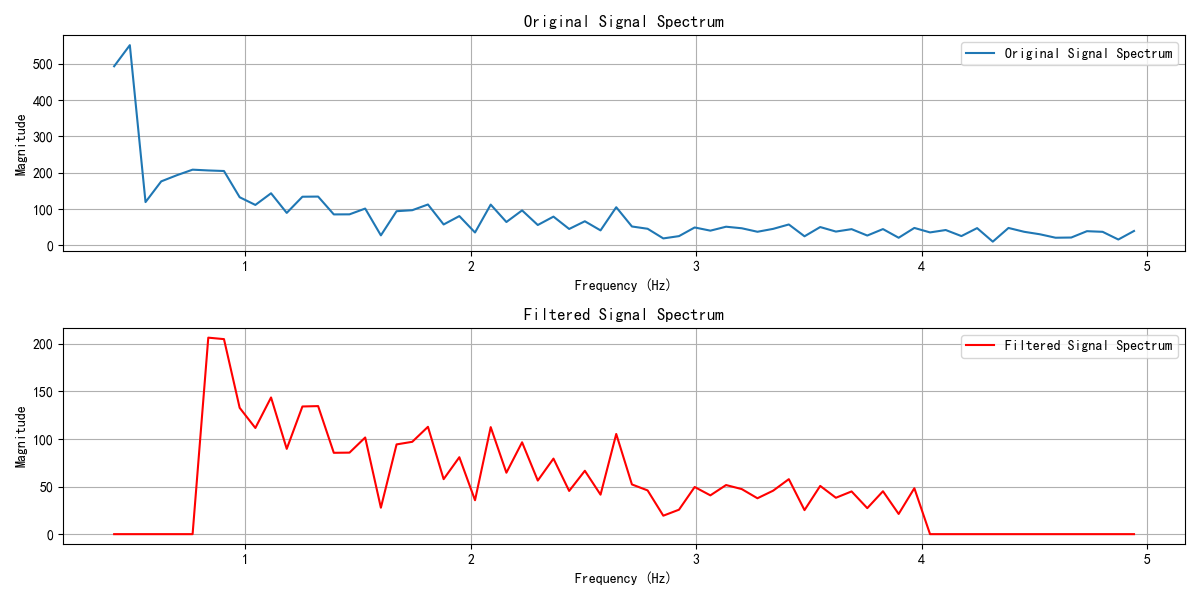 Original Signal Spectrum
Original Signal Spectrum
500
400
300
200
100
0
Magnitude
1 2 3 4 5
Frequency (Hz)
Filtered Signal Spectrum
Filtered Signal Spectrum
200
150
100
50
0
Magnitude
1 2 3 4 5
Frequency (Hz)